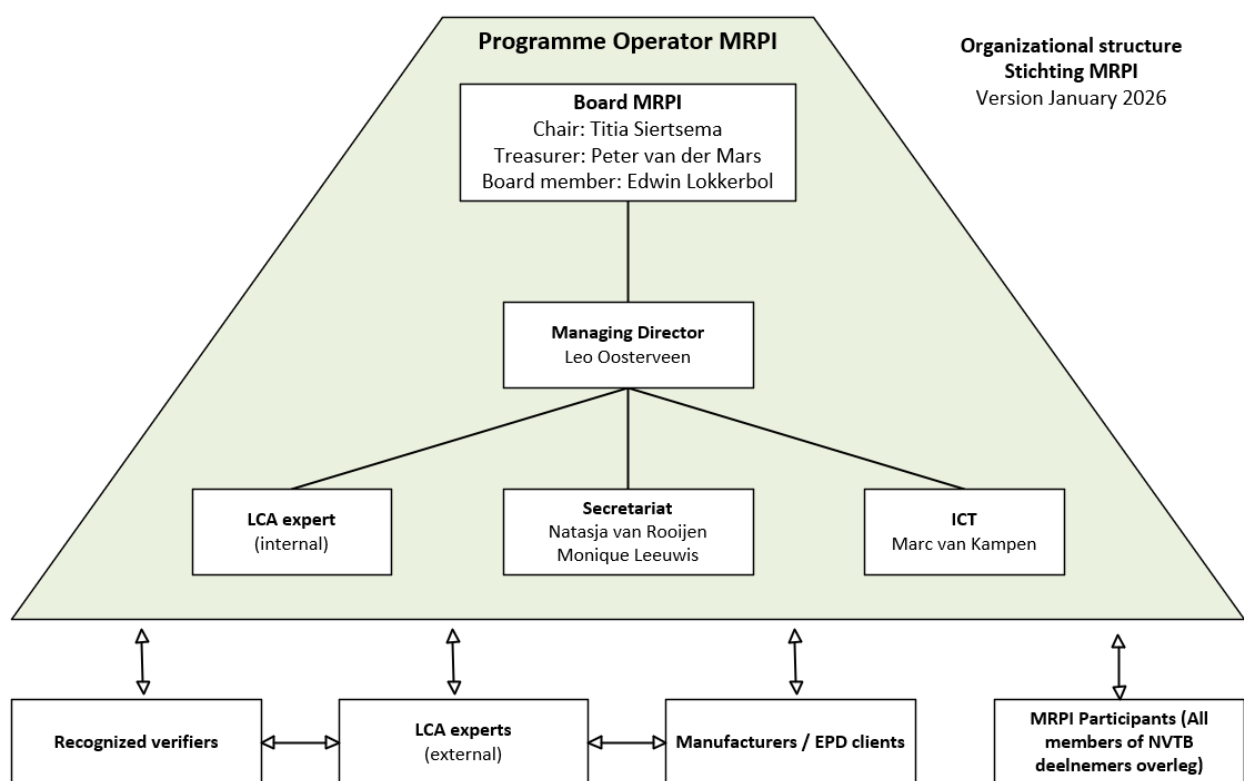 Programme Operator MRPI
Organizational structure
Stichting MRPI
Version January 2026
Board MRPI
Chair: Titia Siertsema
Treasurer: Peter van der Mars
Board member: Edwin Lokkerbol
Managing Director
Leo Oosterveen
LCA expert
(internal)
Secretariat
Natasja van Rooijen
Monique Leeuwis
ICT
Marc van Kampen
Recognized verifiers
LCA experts
(external)
Manufacturers / EPD clients
MRPI Participants (All
members of NVTB
deelnemers overleg)